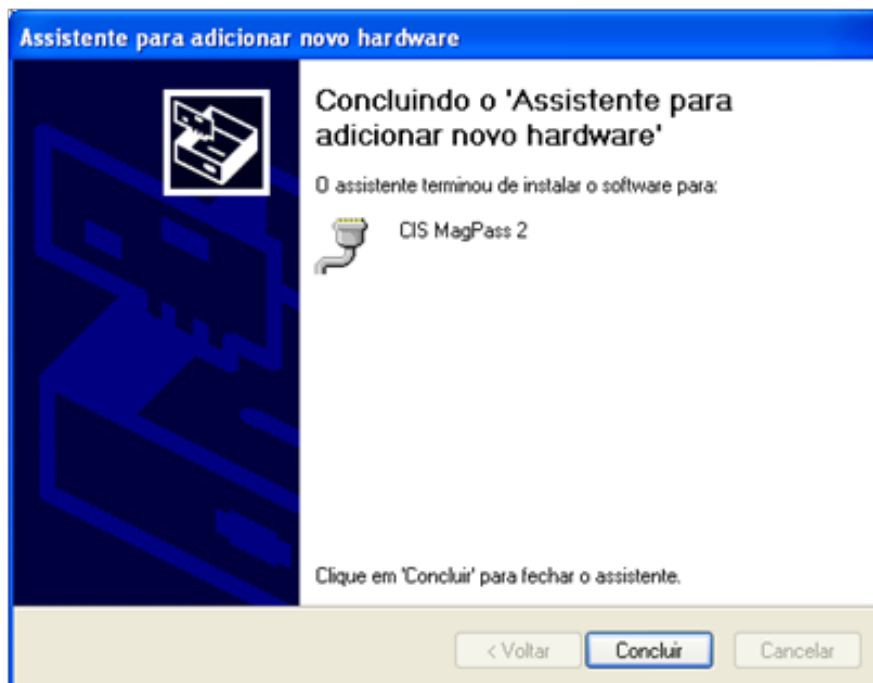 Assistente para adicionar novo hardware
Concluindo o 'Assistente para
adicionar novo hardware'
O assistente terminou de instalar o software para:
CIS MagPass 2
Clique em 'Concluir' para fechar o assistente.
< Voltar
Concluir
Cancelar